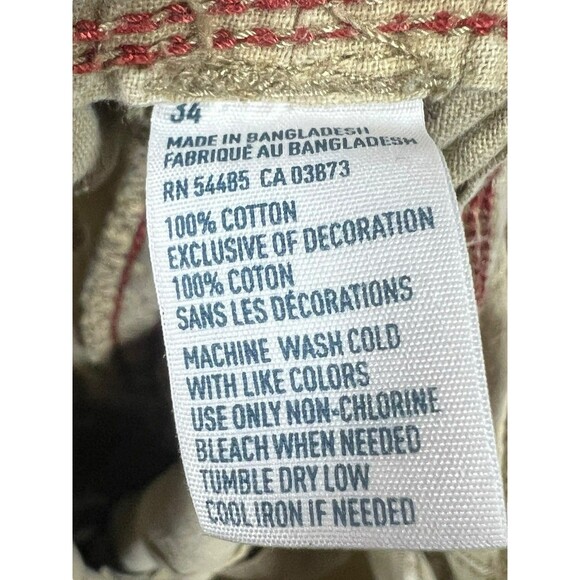 34
MADE IN BANGLADESH
FABRIQUÉ AU BANGLADESH
RN 54485 CA 03873
100% COTTON
EXCLUSIVE OF DECORATION
100% COTON
SANS LES DÉCORATIONS
MACHINE WASH COLD
WITH LIKE COLORS
USE ONLY NON-CHLORINE
BLEACH WHEN NEEDED
TUMBLE DRY LOW
COOL IRON IF NEEDED